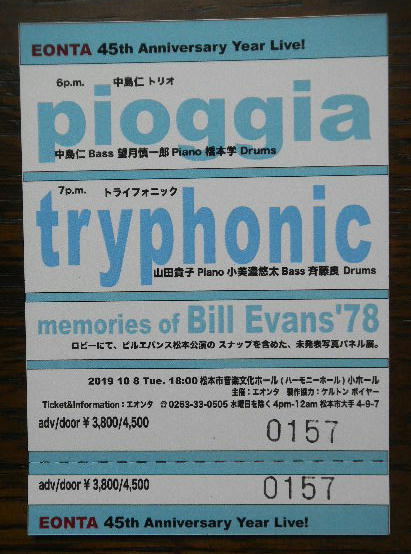 EONTA 45th Anniversary Year Live!
6p.m. 中島仁トリオ
pioggia
中島仁 Bass 望月慎一郎 Piano 橋本学 Drums
7p.m. トライフォニック
tryphonic
山田貴子 Piano 小美濃悠太 Bass 斉藤良 Drums
memories of Bill Evans'78
ロビーにて、ビルエバンス松本公演の スナップを含めた、未発表写真パネル展。
2019 10 8 Tue. 18:00 松本市音楽文化ホール (ハーモニーホール) 小ホール
主催:エオンタ 製作協力:ケルトン ボイヤー
Ticket&Information:エオンタ ☎0263-33-0505 水曜日を除く 4pm-12am 松本市大手 4-9-7
adv/door ¥ 3,800/4,500 0157
adv/door ¥ 3,800/4,500 0157
EONTA 45th Anniversary Year Live!